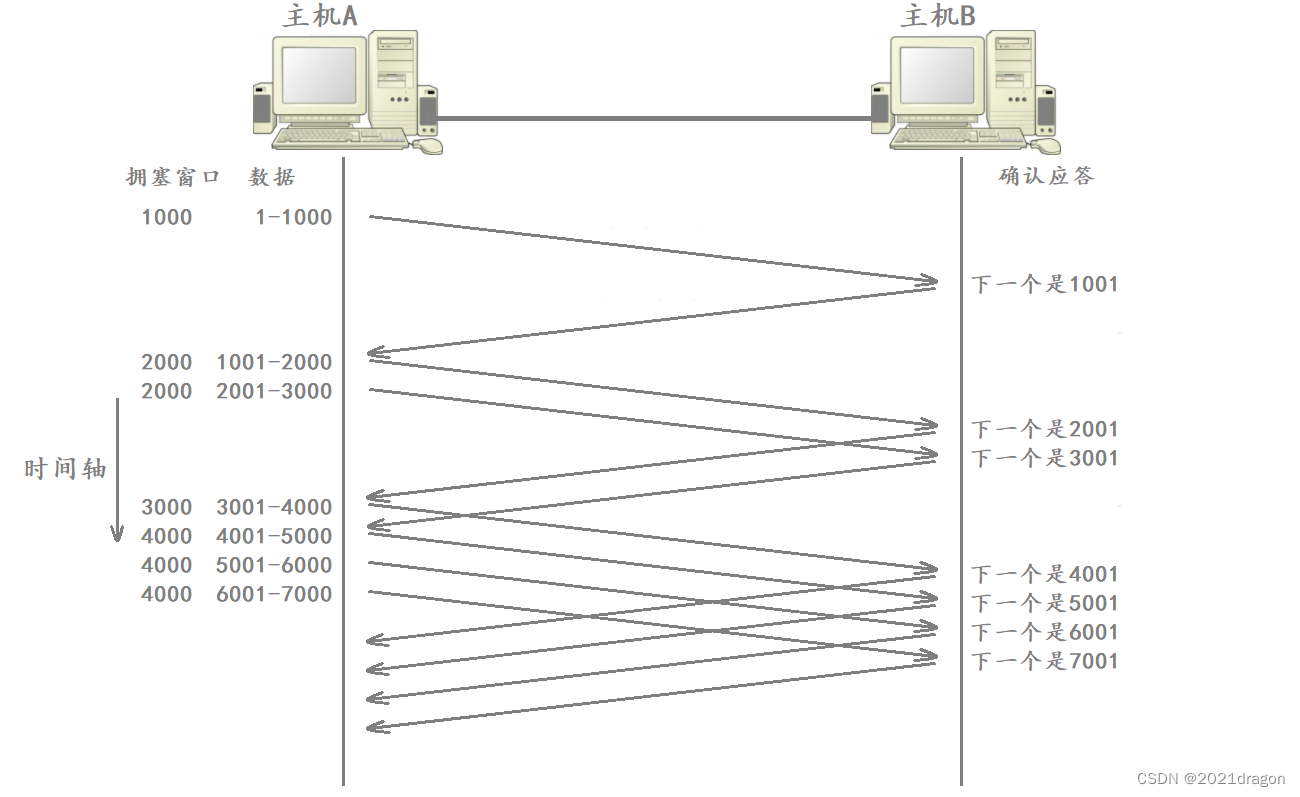 主机A 主机B
拥塞窗口 数据 确认应答
1000 1-1000
下一个是1001
2000 1001-2000
2000 2001-3000
下一个是2001
下一个是3001
时间轴
3000 3001-4000
4000 4001-5000
4000 5001-6000
下一个是4001
4000 6001-7000
下一个是5001
下一个是6001
下一个是7001
CSDN @2021dragon